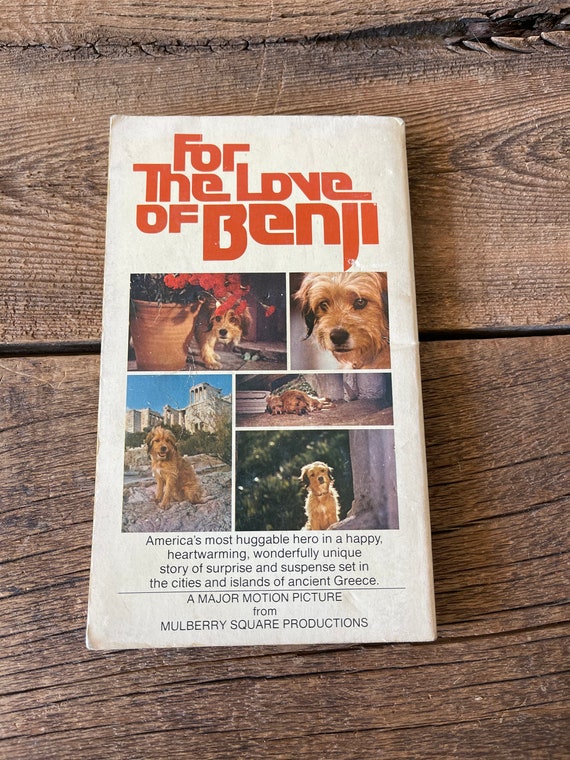 For
The Love
OF Benji
America's most huggable hero in a happy,
heartwarming, wonderfully unique
story of surprise and suspense set in
the cities and islands of ancient Greece.
A MAJOR MOTION PICTURE
from
MULBERRY SQUARE PRODUCTIONS